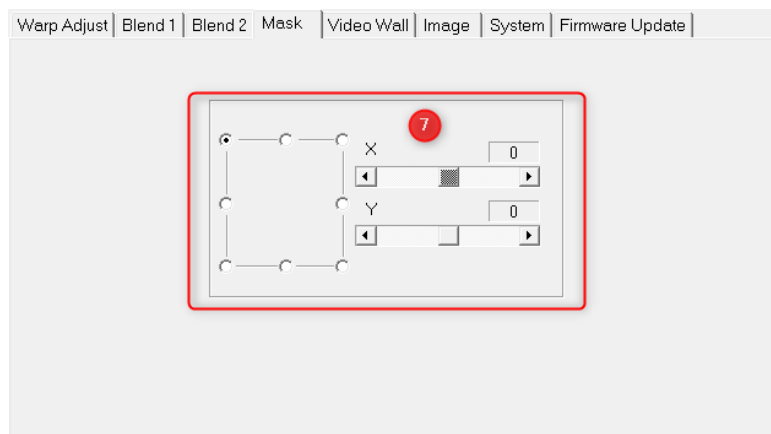 Warp Adjust Blend 1 Blend 2 Mask Video Wall Image System Firmware Update
7
X 0
Y 0